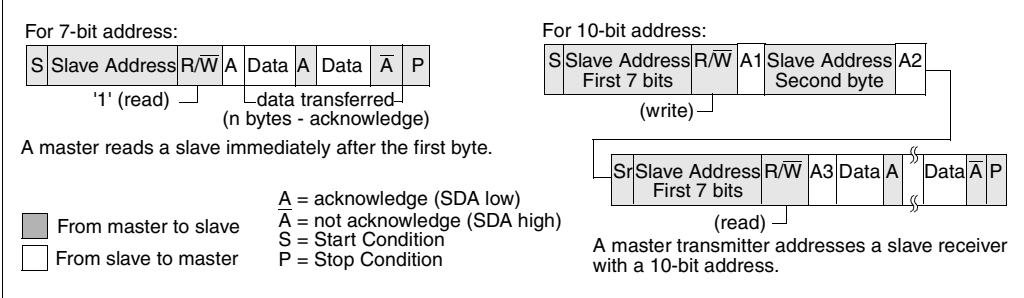 For 7-bit address:
S Slave Address R/W̅ A Data A Data A̅ P
'1' (read)
data transferred
(n bytes - acknowledge)
A master reads a slave immediately after the first byte.
From master to slave
From slave to master
A = acknowledge (SDA low)
A̅ = not acknowledge (SDA high)
S = Start Condition
P = Stop Condition
For 10-bit address:
S Slave Address First 7 bits R/W̅ A1 Slave Address Second byte A2
(write)
Sr Slave Address First 7 bits R/W̅ A3 Data A Data A̅ P
(read)
A master transmitter addresses a slave receiver
with a 10-bit address.